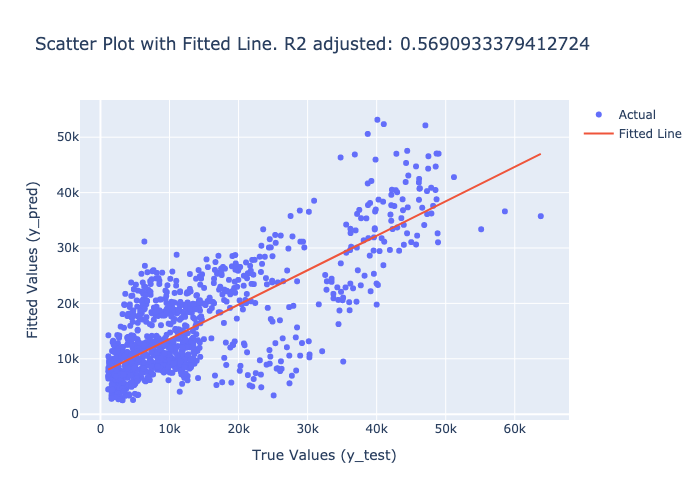 Scatter Plot with Fitted Line. R2 adjusted: 0.5690933379412724
Actual
Fitted Line
50k
40k
30k
20k
10k
0
Fitted Values (y_pred)
0 10k 20k 30k 40k 50k 60k
True Values (y_test)